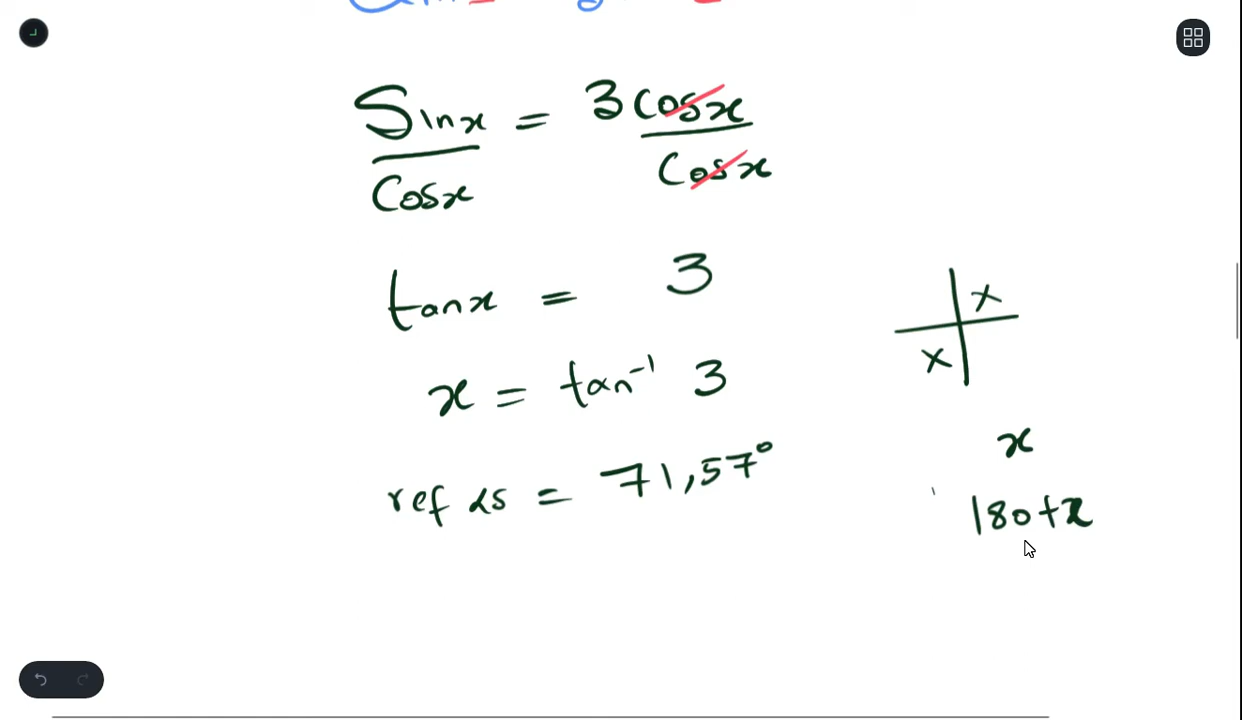 Sinx = 3cosx
Cosx Cosx
tanx = 3
x = tan⁻¹ 3
ref ∠s = 71,57°
x x
x
180+x